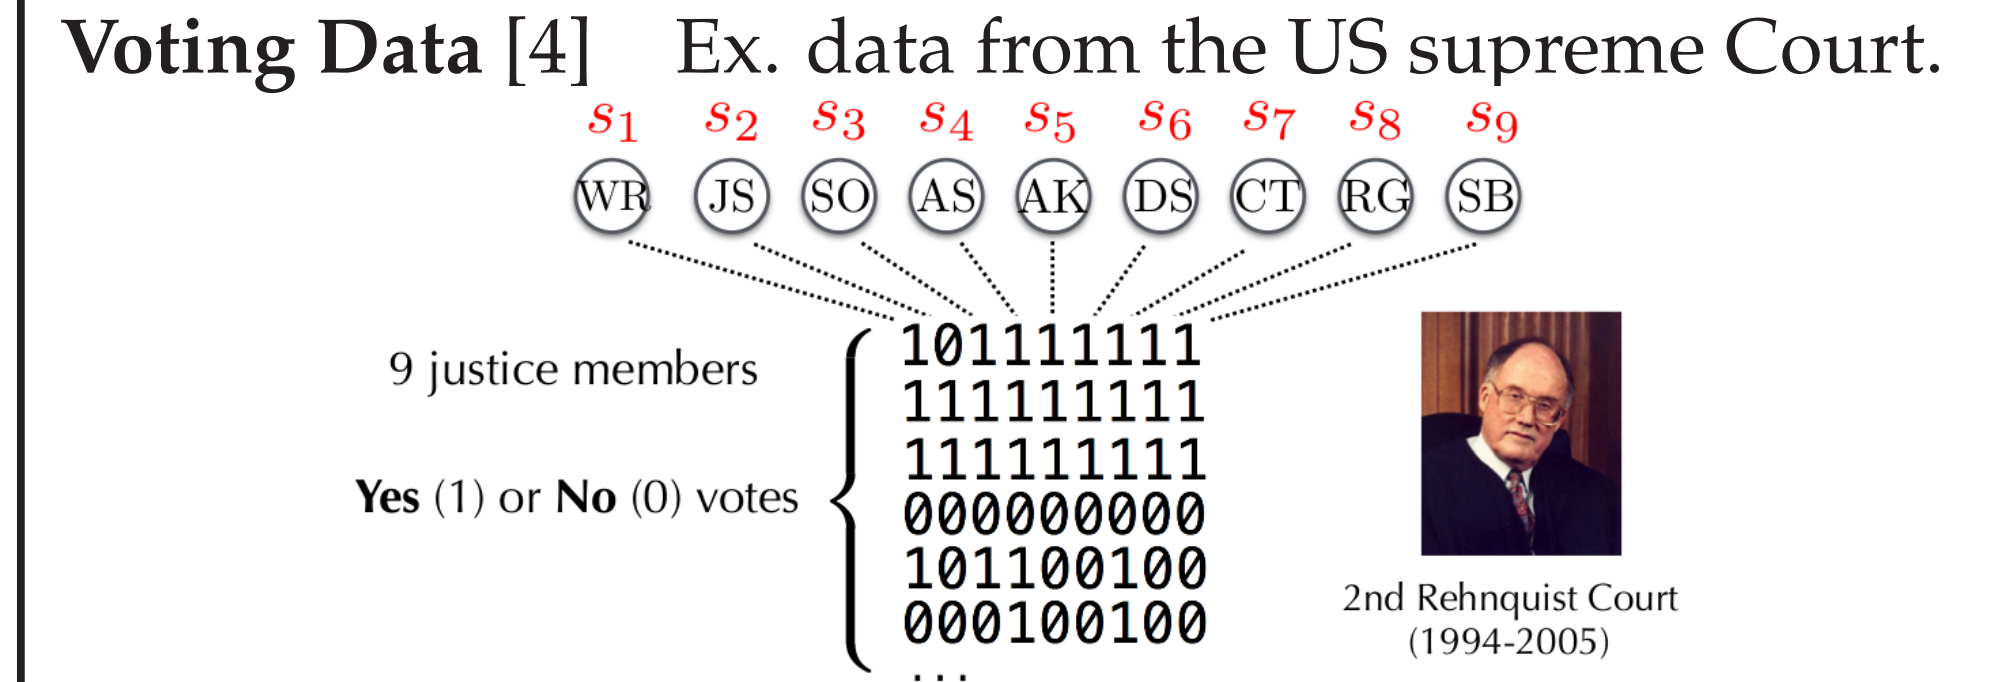 Voting Data [4] Ex. data from the US supreme Court.
s1 s2 s3 s4 s5 s6 s7 s8 s9
WR JS SO AS AK DS CT RG SB
101111111
9 justice members
111111111
111111111
Yes (1) or No (0) votes
000000000
101100100
2nd Rehnquist Court
000100100
(1994-2005)
...